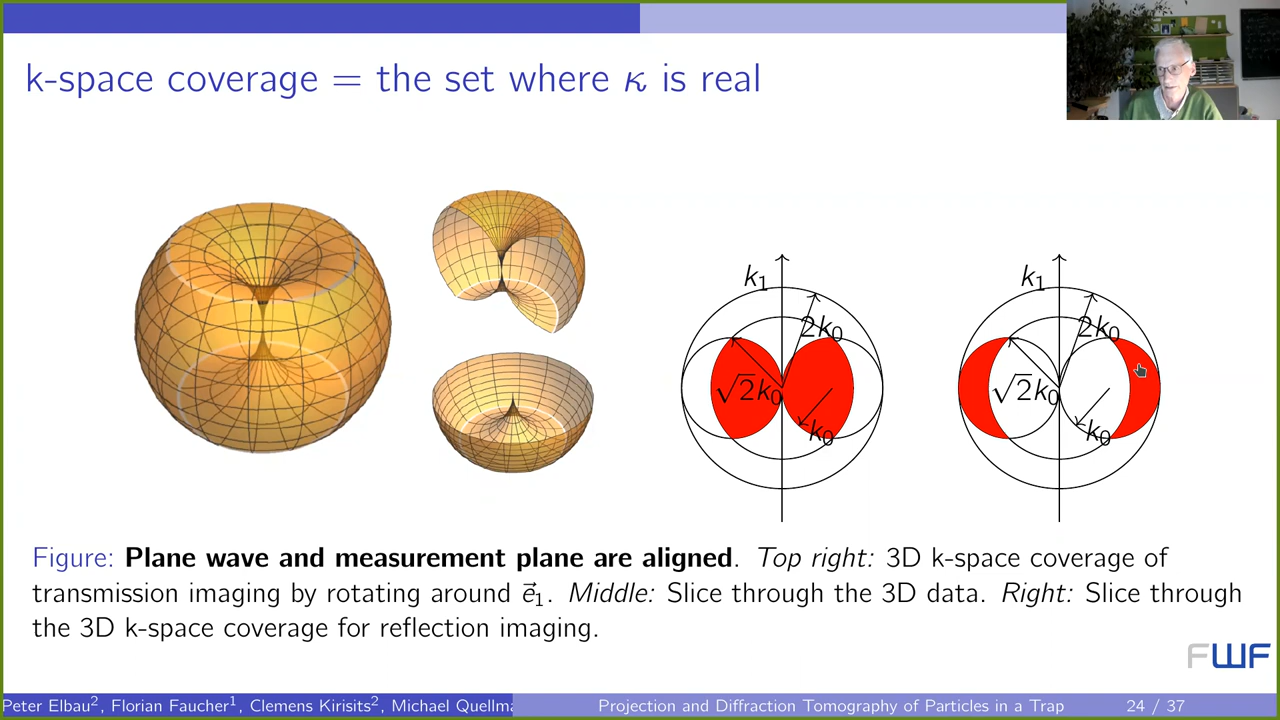 k-space coverage = the set where κ is real
k₁
2k₀
√2k₀
k₀
k₁
2k₀
√2k₀
k₀
Figure: Plane wave and measurement plane are aligned. Top right: 3D k-space coverage of
transmission imaging by rotating around e⃗₁. Middle: Slice through the 3D data. Right: Slice through
the 3D k-space coverage for reflection imaging.
FWF
Peter Elbau², Florian Faucher¹, Clemens Kirisits², Michael Quellm
Projection and Diffraction Tomography of Particles in a Trap
24 / 37